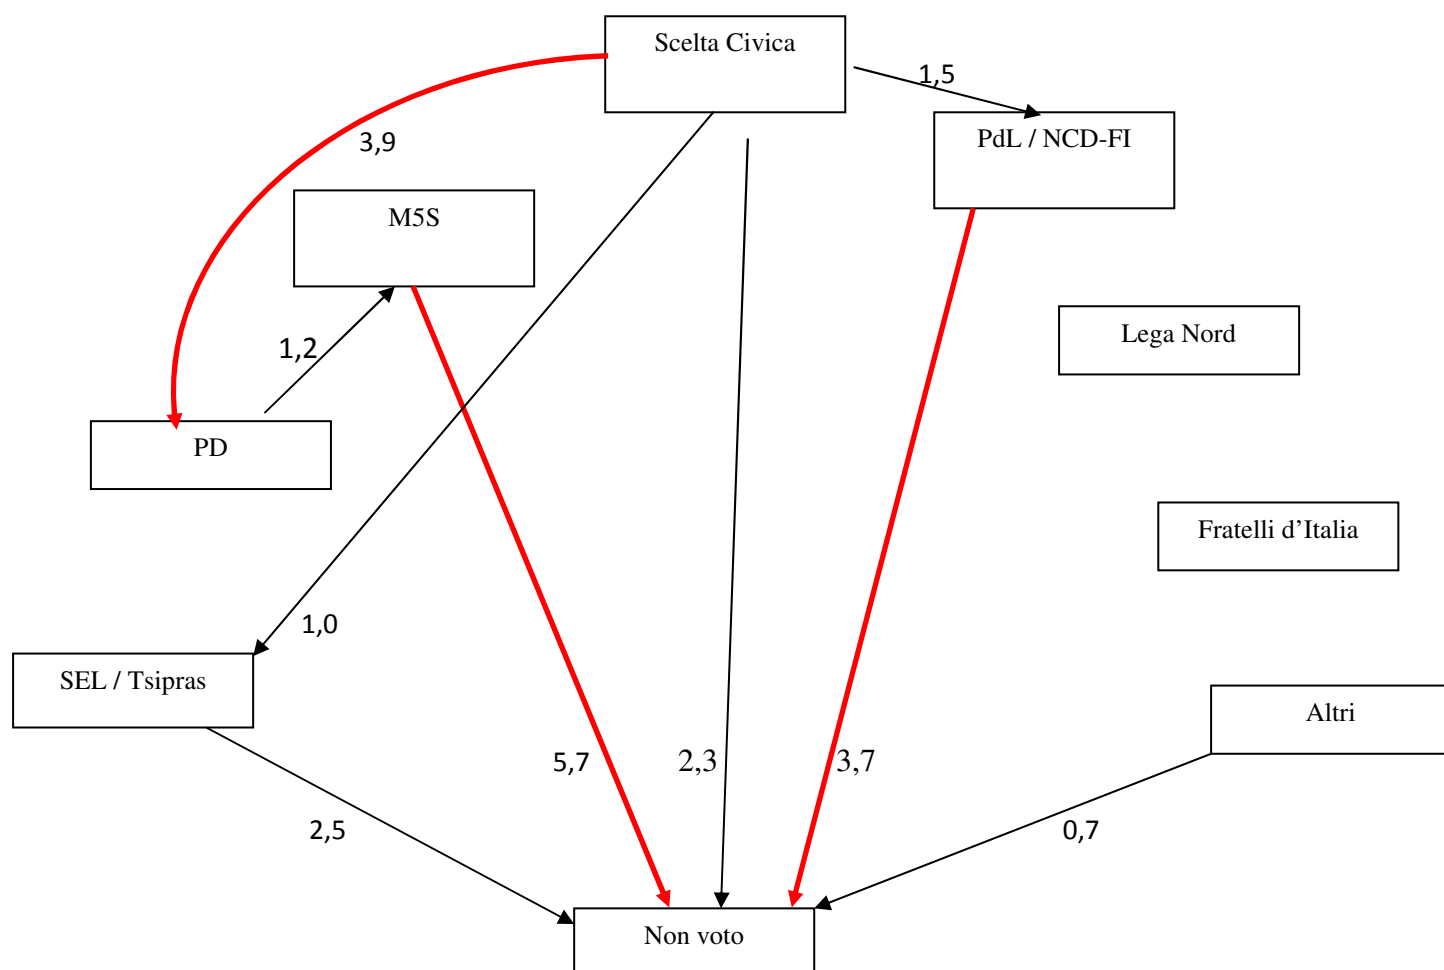 Scelta Civica
1,5
PdL / NCD-FI
3,9
M5S
Lega Nord
1,2
PD
Fratelli d’Italia
1,0
SEL / Tsipras
Altri
5,7
2,3
3,7
2,5
0,7
Non voto